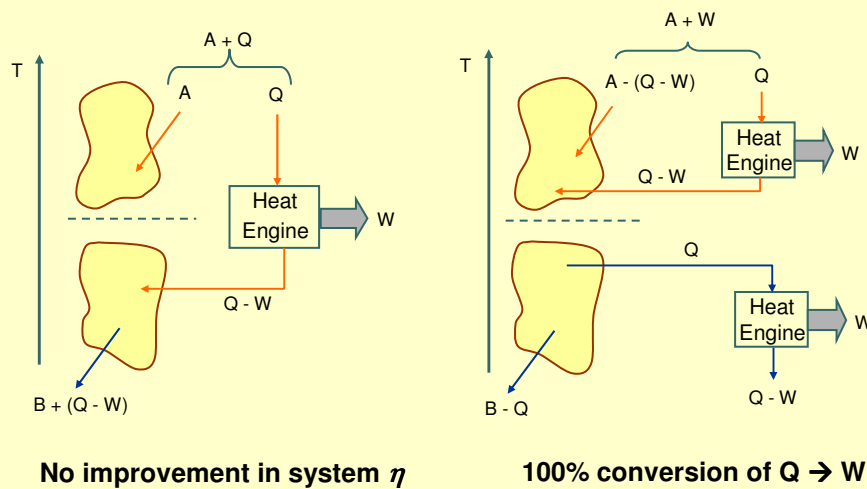 A + Q
T
A
Q
Heat
Engine
W
Q - W
B + (Q - W)
No improvement in system η
A + W
T
A - (Q - W)
Q
Heat
Engine
W
Q - W
Q
Heat
Engine
W
Q - W
B - Q
100% conversion of Q → W